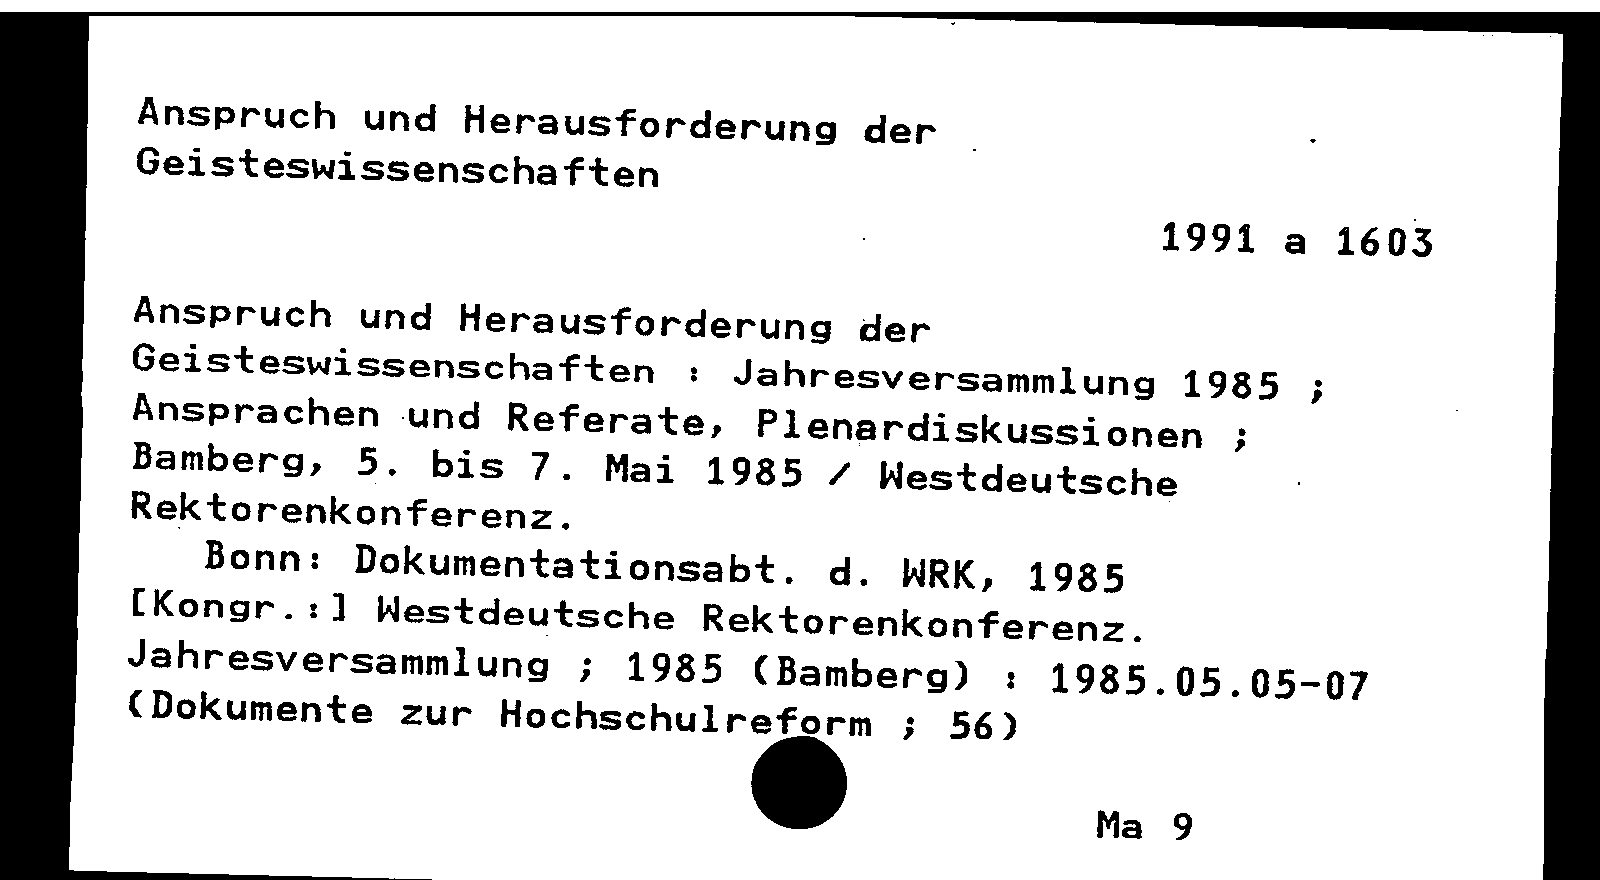 Anspruch und Herausforderung der
Geisteswissenschaften
1991 a 1603
Anspruch und Herausforderung der
Geisteswissenschaften : Jahresversammlung 1985 ;
Ansprachen und Referate, Plenardiskussionen ;
Bamberg, 5. bis 7. Mai 1985 / Westdeutsche
Rektorenkonferenz.
Bonn: Dokumentationsabt. d. WRK, 1985
[Kongr.:] Westdeutsche Rektorenkonferenz.
Jahresversammlung ; 1985 (Bamberg) : 1985.05.05-07
(Dokumente zur Hochschulreform ; 56)
Ma 9